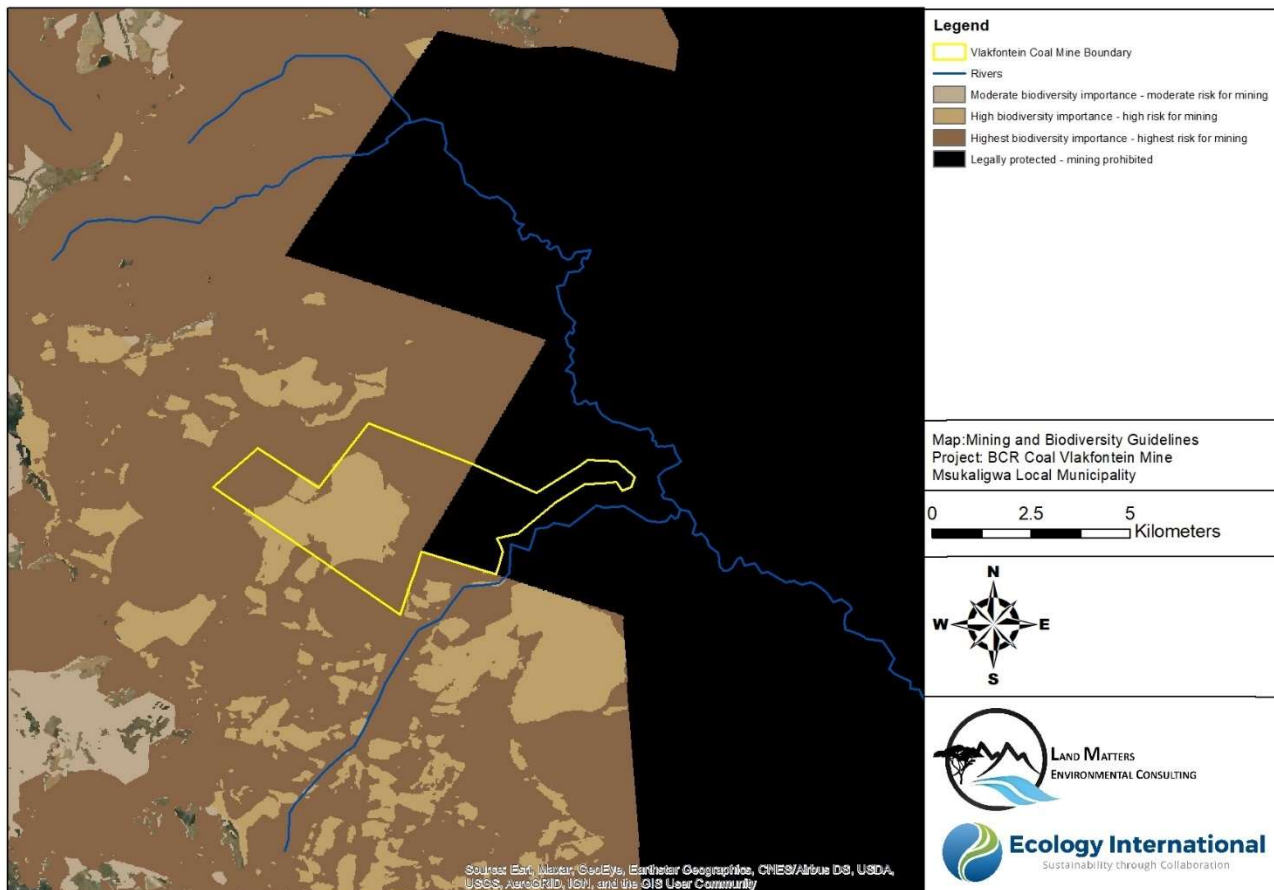 Legend
Vlakfontein Coal Mine Boundary
Rivers
Moderate biodiversity importance - moderate risk for mining
High biodiversity importance - high risk for mining
Highest biodiversity importance - highest risk for mining
Legally protected - mining prohibited
Map:Mining and Biodiversity Guidelines
Project: BCR Coal Vlakfontein Mine
Msukaligwa Local Municipality
0 2.5 5
Kilometers
N
W E
S
LAND MATTERS
ENVIRONMENTAL CONSULTING
Ecology International
Sustainability through Collaboration
Source: Esri, Maxar, GeoEye, Earthstar Geographics, CNES/Airbus DS, USDA,
USGS, AeroGRID, IGN, and the GIS User Community